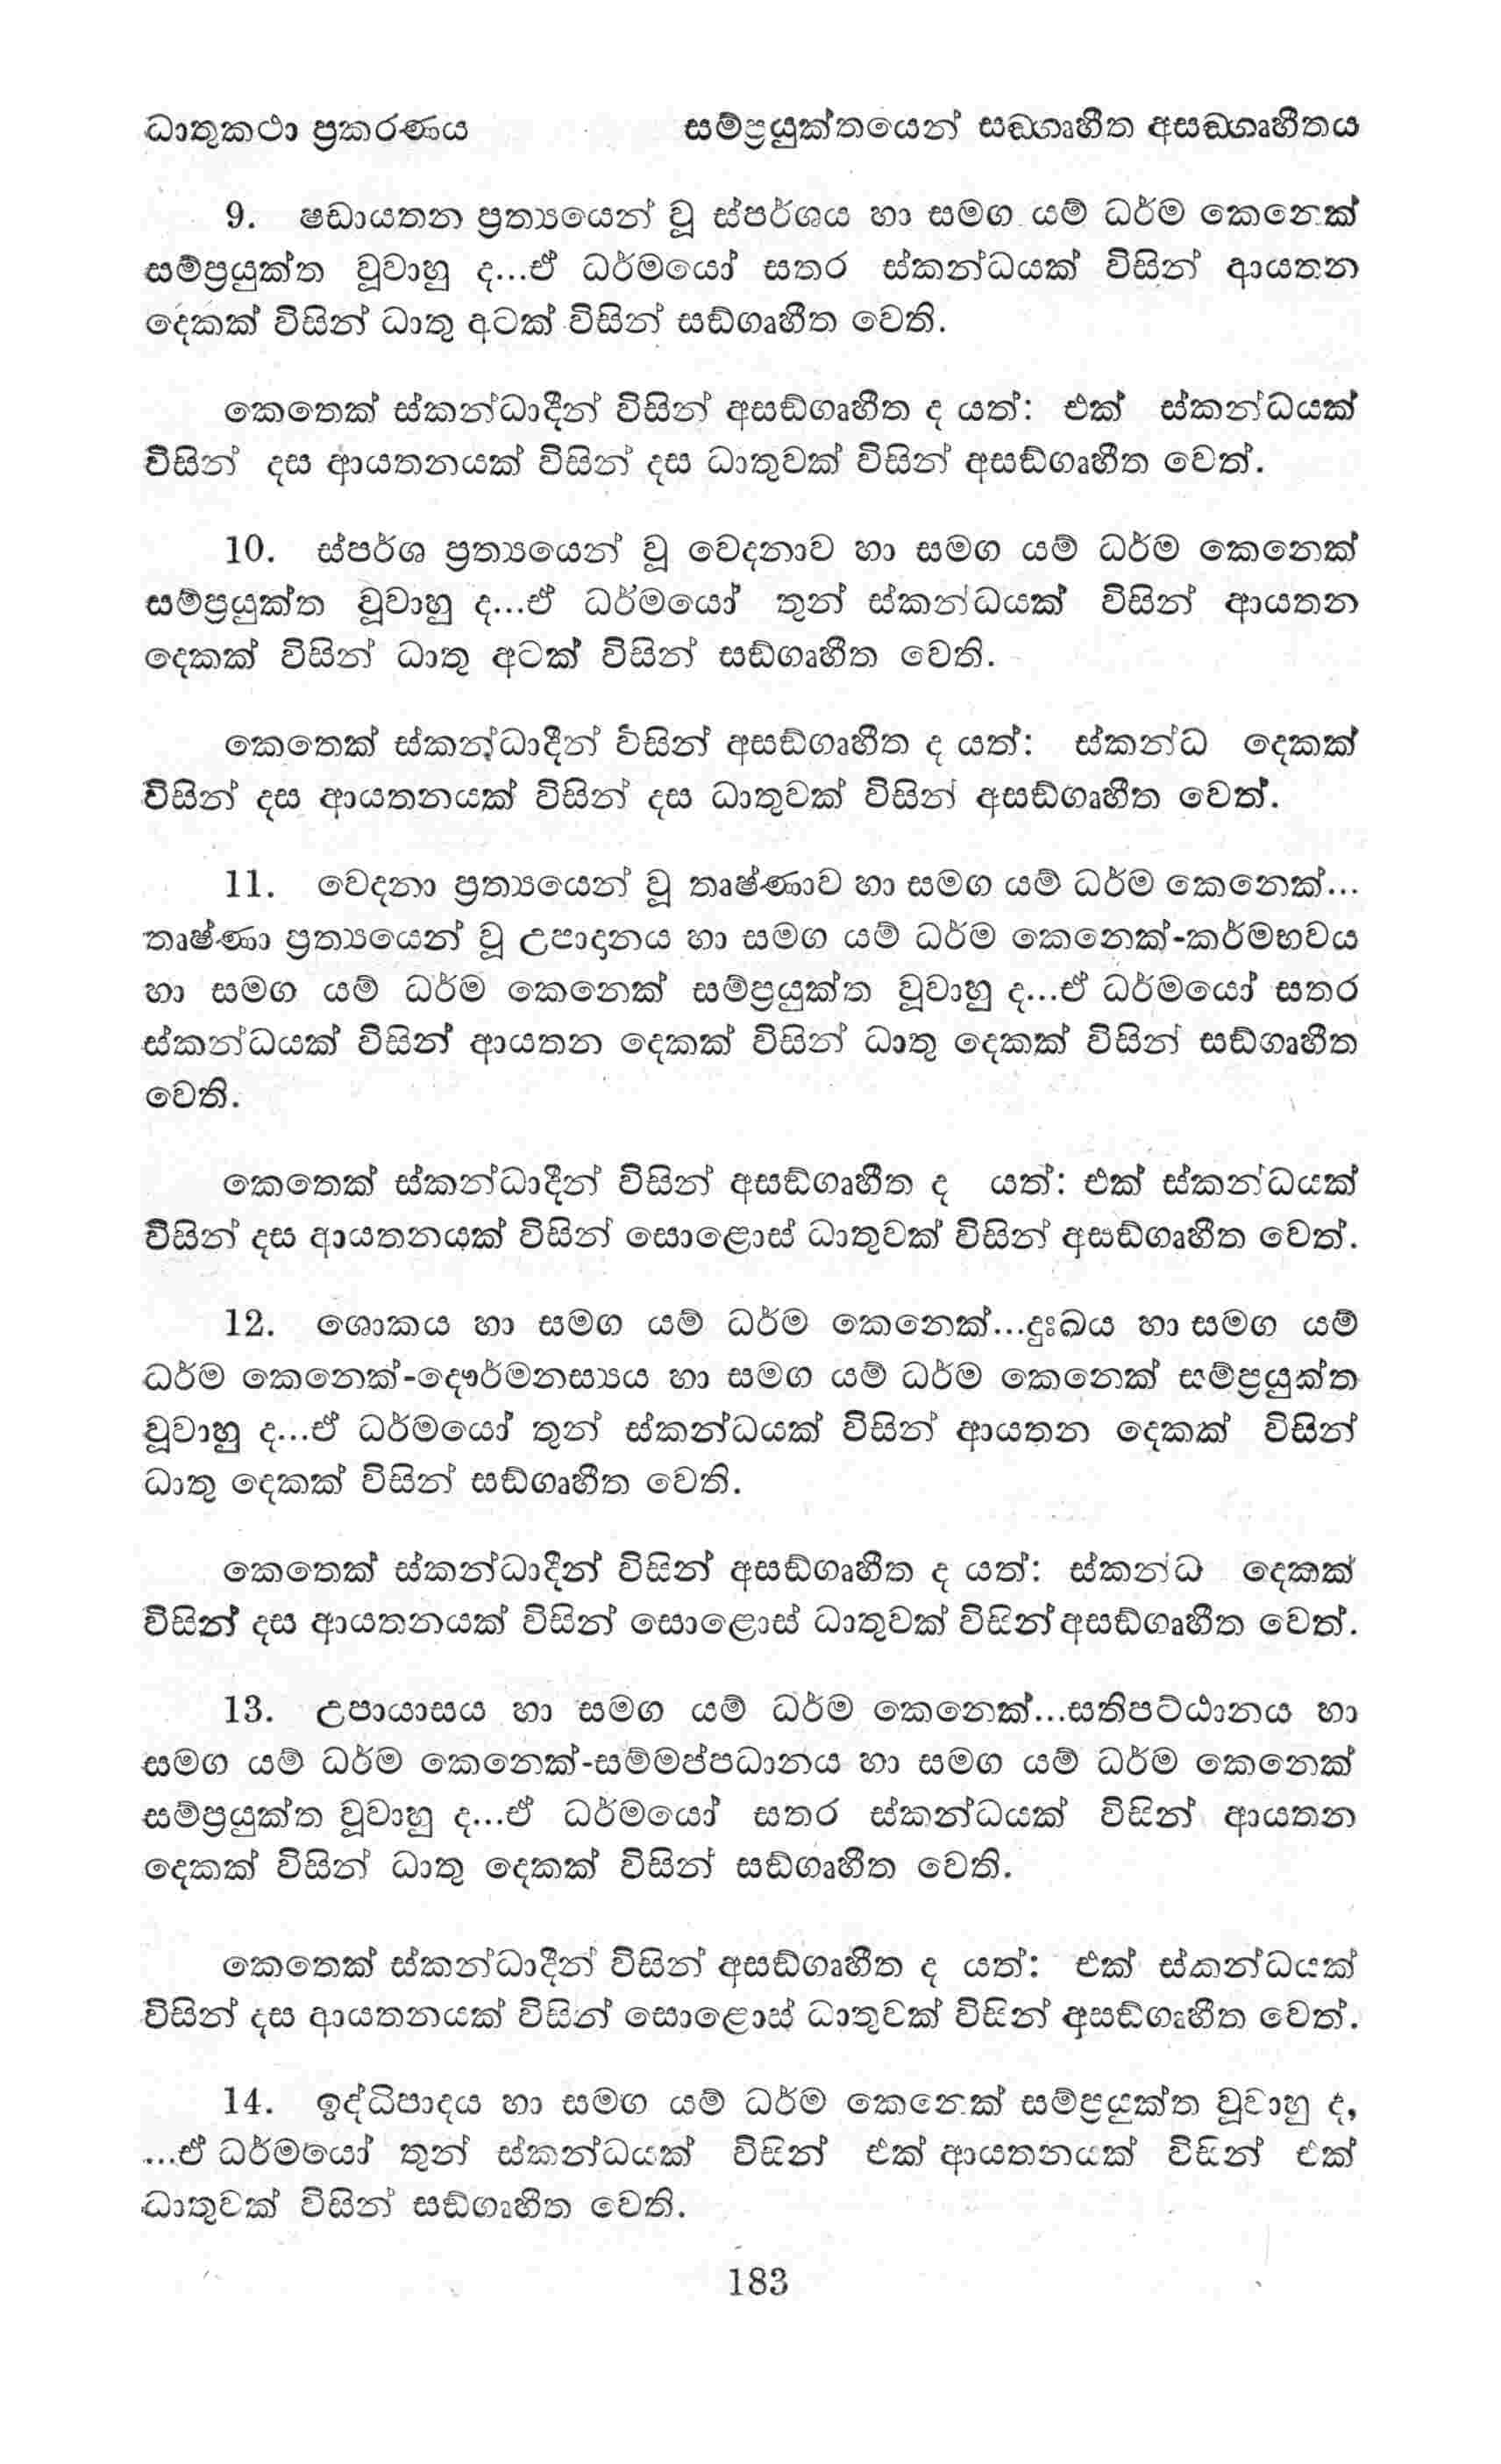 ධාතුකථා ප්‍රකරණය සම්ප්‍රයුක්තයෙන් සඞ්ගෘහීත අසඞ්ගෘහීතය
9. ෂඩායතන ප්‍රත්‍යයෙන් වූ ස්පර්ශය හා සමග යම් ධර්ම කෙනෙක්
සම්ප්‍රයුක්ත වූවාහු ද...ඒ ධර්මයෝ සතර ස්කන්ධයක් විසින් ආයතන
දෙකක් විසින් ධාතු අටක් විසින් සඞ්ගෘහීත වෙති.
කෙතෙක් ස්කන්ධාදීන් විසින් අසඞ්ගෘහීත ද යත්: එක් ස්කන්ධයක්
විසින් දස ආයතනයක් විසින් දස ධාතුවක් විසින් අසඞ්ගෘහීත වෙත්.
10. ස්පර්ශ ප්‍රත්‍යයෙන් වූ වෙදනාව හා සමග යම් ධර්ම කෙනෙක්
සම්ප්‍රයුක්ත වූවාහු ද...ඒ ධර්මයෝ තුන් ස්කන්ධයක් විසින් ආයතන
දෙකක් විසින් ධාතු අටක් විසින් සඞ්ගෘහීත වෙති.
කෙතෙක් ස්කන්ධාදීන් විසින් අසඞ්ගෘහීත ද යත්: ස්කන්ධ දෙකක්
විසින් දස ආයතනයක් විසින් දස ධාතුවක් විසින් අසඞ්ගෘහීත වෙත්.
11. වෙදනා ප්‍රත්‍යයෙන් වූ තෘෂ්ණාව හා සමග යම් ධර්ම කෙනෙක්...
තෘෂ්ණා ප්‍රත්‍යයෙන් වූ උපාදනය හා සමග යම් ධර්ම කෙනෙක්-කර්මභවය
හා සමග යම් ධර්ම කෙනෙක් සම්ප්‍රයුක්ත වූවාහු ද...ඒ ධර්මයෝ සතර
ස්කන්ධයක් විසින් ආයතන දෙකක් විසින් ධාතු දෙකක් විසින් සඞ්ගෘහීත
වෙති.
කෙතෙක් ස්කන්ධාදීන් විසින් අසඞ්ගෘහීත ද යත්: එක් ස්කන්ධයක්
විසින් දස ආයතනයක් විසින් සොළොස් ධාතුවක් විසින් අසඞ්ගෘහීත වෙත්.
12. ශොකය හා සමග යම් ධර්ම කෙනෙක්...දුඃඛය හා සමග යම්
ධර්ම කෙනෙක්-දෞර්මනස්‍යය හා සමග යම් ධර්ම කෙනෙක් සම්ප්‍රයුක්ත
වූවාහු ද...ඒ ධර්මයෝ තුන් ස්කන්ධයක් විසින් ආයතන දෙකක් විසින්
ධාතු දෙකක් විසින් සඞ්ගෘහීත වෙති.
කෙතෙක් ස්කන්ධාදීන් විසින් අසඞ්ගෘහීත ද යත්: ස්කන්ධ දෙකක්
විසින් දස ආයතනයක් විසින් සොළොස් ධාතුවක් විසින් අසඞ්ගෘහීත වෙත්.
13. උපායාසය හා සමග යම් ධර්ම කෙනෙක්...සතිපට්ඨානය හා
සමග යම් ධර්ම කෙනෙක්-සම්මප්පධානය හා සමග යම් ධර්ම කෙනෙක්
සම්ප්‍රයුක්ත වූවාහු ද...ඒ ධර්මයෝ සතර ස්කන්ධයක් විසින් ආයතන
දෙකක් විසින් ධාතු දෙකක් විසින් සඞ්ගෘහීත වෙති.
කෙතෙක් ස්කන්ධාදීන් විසින් අසඞ්ගෘහීත ද යත්: එක් ස්කන්ධයක්
විසින් දස ආයතනයක් විසින් සොළොස් ධාතුවක් විසින් අසඞ්ගෘහීත වෙත්.
14. ඉද්ධිපාදය හා සමග යම් ධර්ම කෙනෙක් සම්ප්‍රයුක්ත වූවාහු ද,
...ඒ ධර්මයෝ තුන් ස්කන්ධයක් විසින් එක් ආයතනයක් විසින් එක්
ධාතුවක් විසින් සඞ්ගෘහීත වෙති.
183